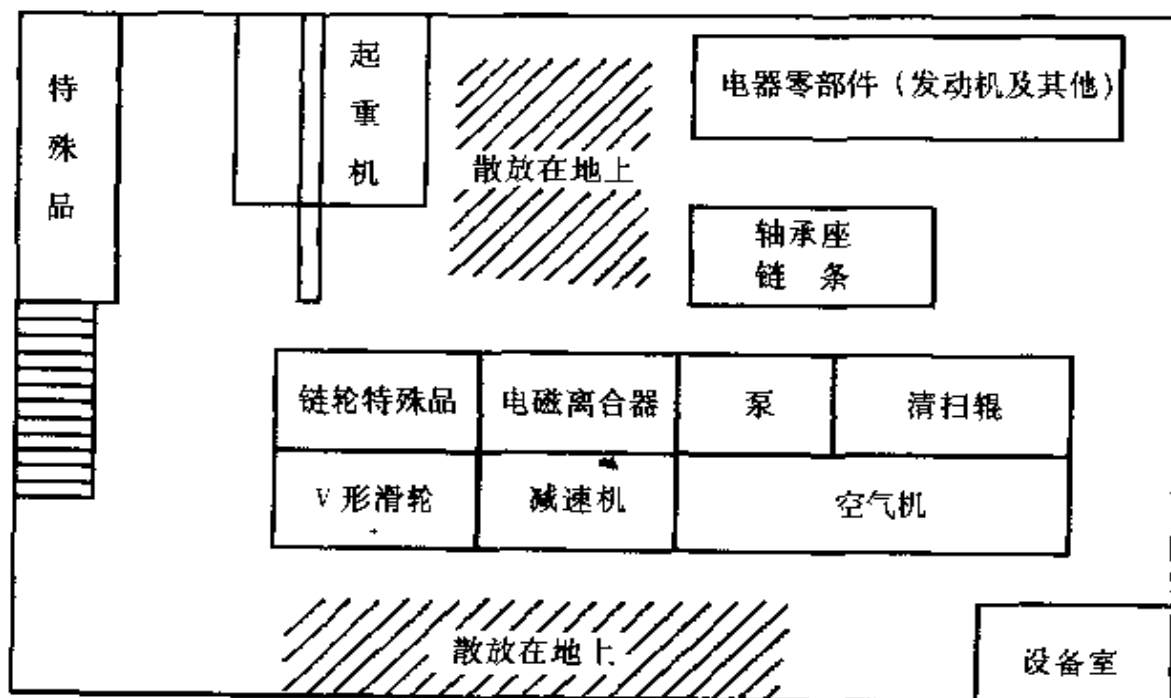 特殊品
起重机
电器零部件（发动机及其他）
散放在地上
轴承座
链 条
链轮特殊品
电磁离合器
泵
清扫辊
V形滑轮
减速机
空气机
散放在地上
设备室